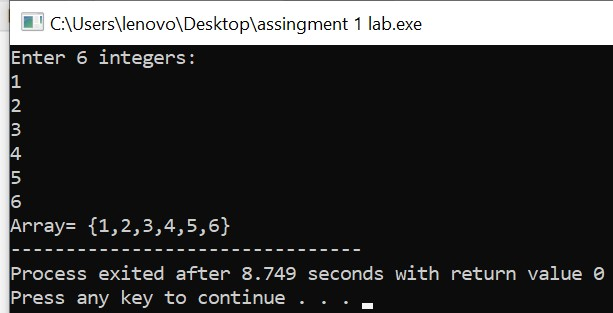 C:\Users\lenovo\Desktop\assingment 1 lab.exe
Enter 6 integers:
1
2
3
4
5
6
Array= {1,2,3,4,5,6}
--------------------------------
Process exited after 8.749 seconds with return value 0
Press any key to continue . . .